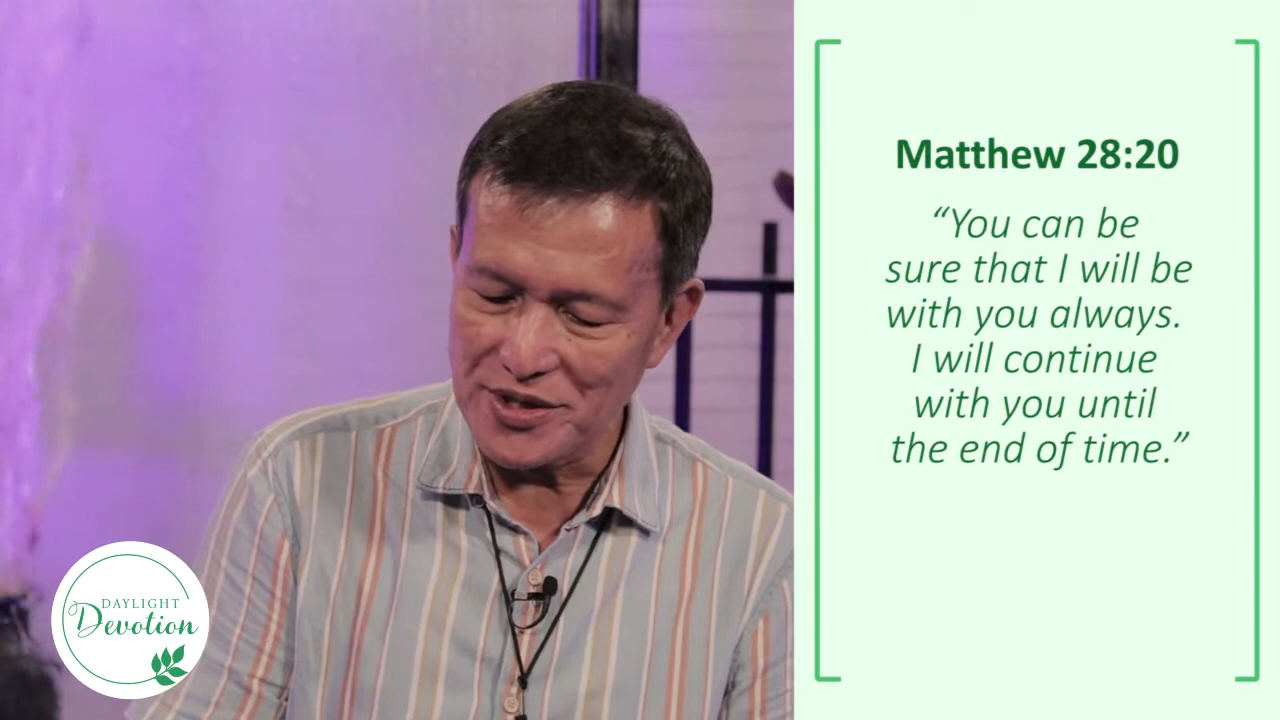 Matthew 28:20
“You can be
sure that I will be
with you always.
I will continue
with you until
the end of time.”
DAYLIGHT
Devotion